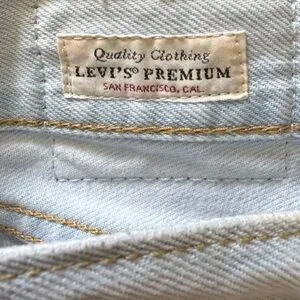 Quality Clothing
LEVI'S® PREMIUM
SAN FRANCISCO, CAL.